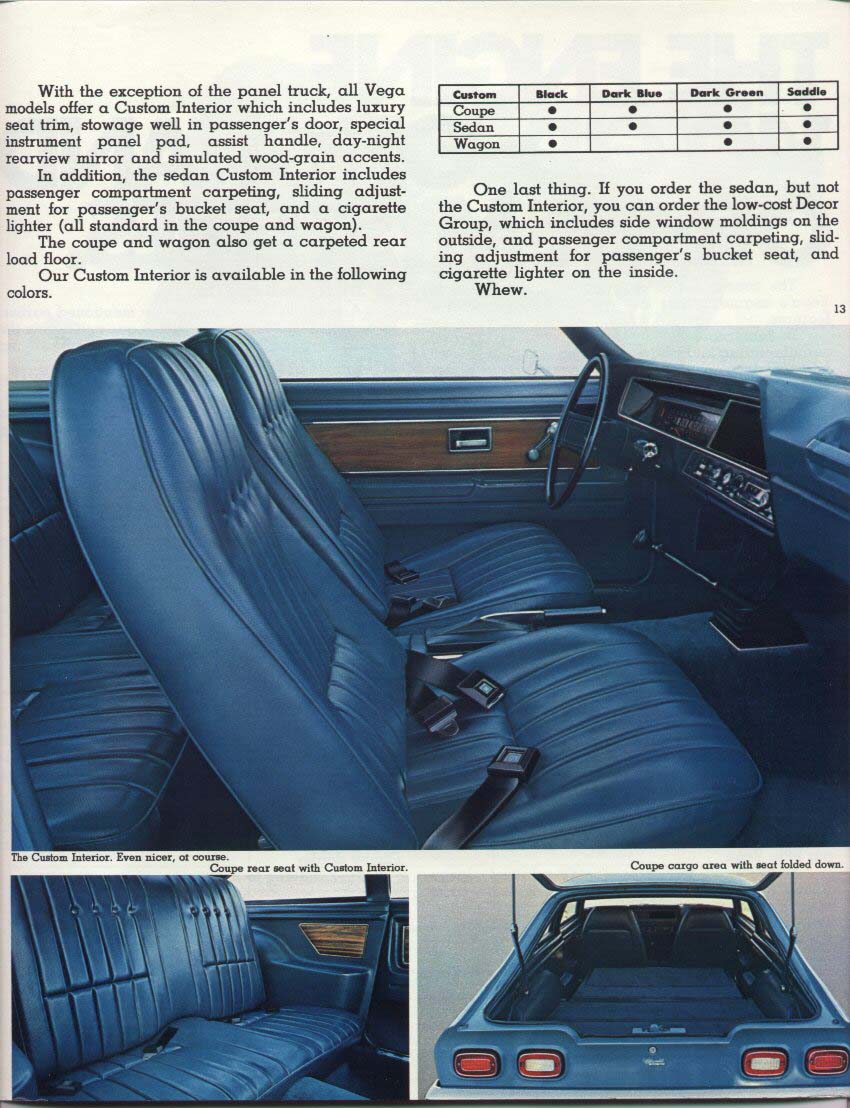 With the exception of the panel truck, all Vega
models offer a Custom Interior which includes luxury
seat trim, stowage well in passenger's door, special
instrument panel pad, assist handle, day-night
rearview mirror and simulated wood-grain accents.
In addition, the sedan Custom Interior includes
passenger compartment carpeting, sliding adjust-
ment for passenger's bucket seat, and a cigarette
lighter (all standard in the coupe and wagon).
The coupe and wagon also get a carpeted rear
load floor.
Our Custom Interior is available in the following
colors.
Custom Black Dark Blue Dark Green Saddle
Coupe ● ● ● ●
Sedan ● ● ● ●
Wagon ● ● ●
One last thing. If you order the sedan, but not
the Custom Interior, you can order the low-cost Decor
Group, which includes side window moldings on the
outside, and passenger compartment carpeting, slid-
ing adjustment for passenger's bucket seat, and
cigarette lighter on the inside.
Whew.
13
The Custom Interior. Even nicer, of course.
Coupe rear seat with Custom Interior.
Coupe cargo area with seat folded down.